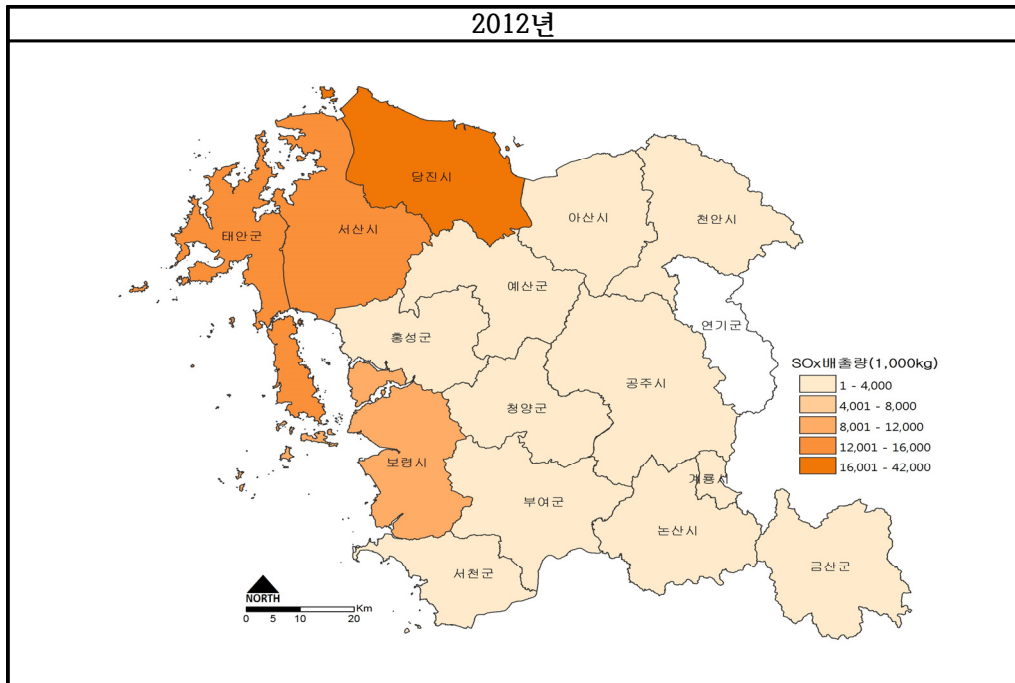 2012년
당진시
아산시
천안시
태안군
서산시
예산군
연기군
홍성군
SOx배출량(1,000kg)
1 - 4,000
4,001 - 8,000
8,001 - 12,000
12,001 - 16,000
16,001 - 42,000
공주시
청양군
보령시
계룡시
부여군
논산시
서천군
금산군
NORTH
Km
0 5 10 20